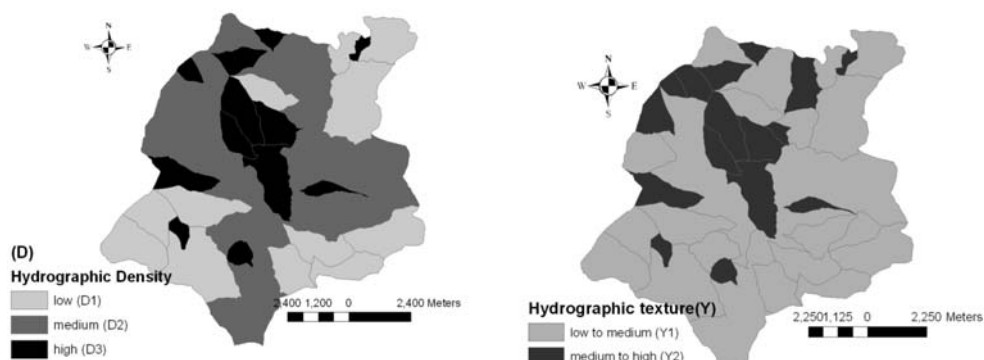 N
W E
S
(D)
Hydrographic Density
low (D1)
medium (D2)
high (D3)
2,400 1,200 0 2,400 Meters
N
W E
S
Hydrographic texture(Y)
low to medium (Y1)
medium to high (Y2)
2,2501,125 0 2,250 Meters